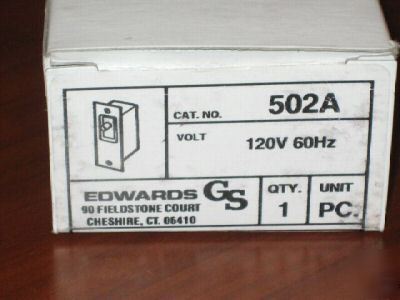 CAT. NO. 502A
VOLT 120V 60Hz
EDWARDS GS
90 FIELDSTONE COURT
CHESHIRE, CT. 06410
QTY. 1
UNIT PC.